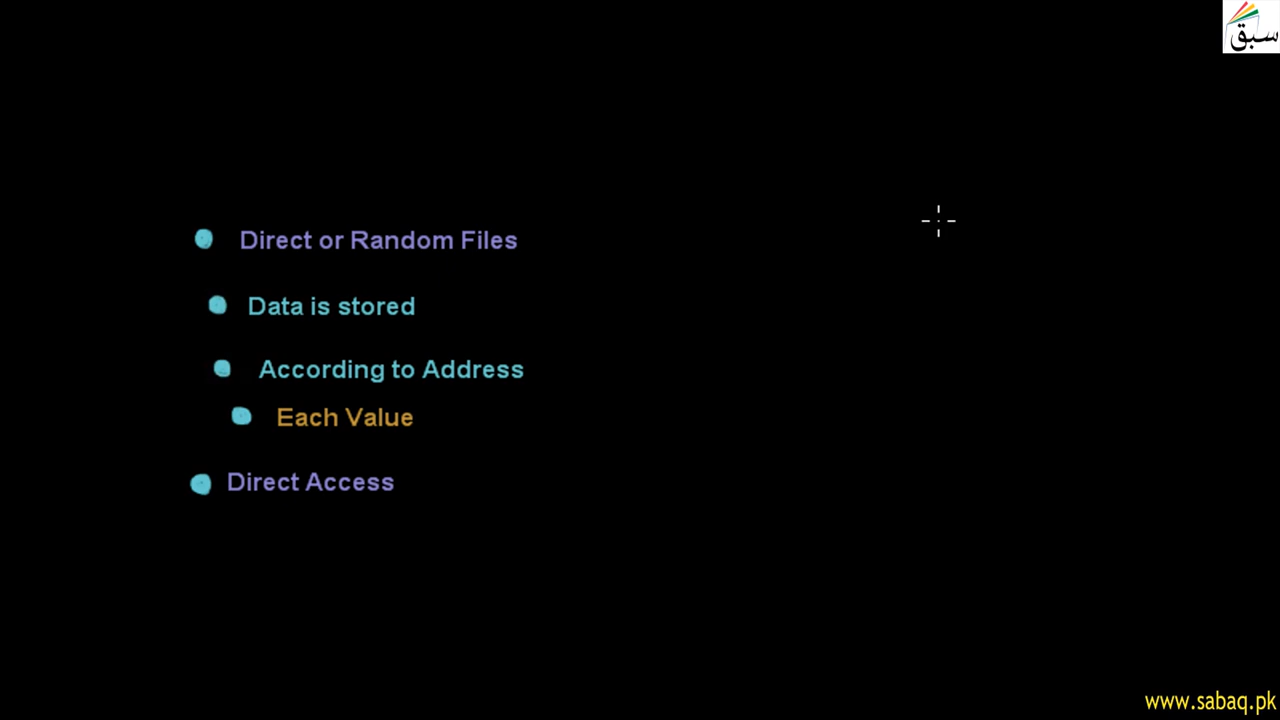 سبق
Direct or Random Files
Data is stored
According to Address
Each Value
Direct Access
www.sabaq.pk